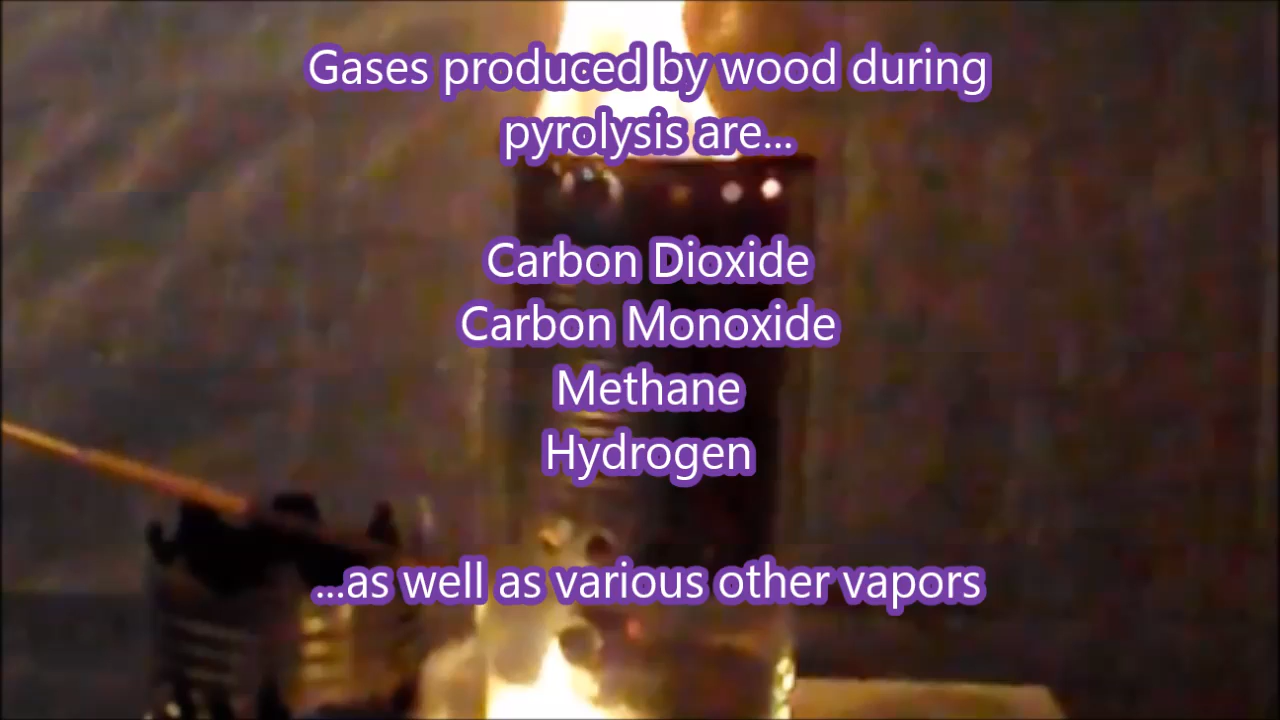 Gases produced by wood during
pyrolysis are...
Carbon Dioxide
Carbon Monoxide
Methane
Hydrogen
...as well as various other vapors